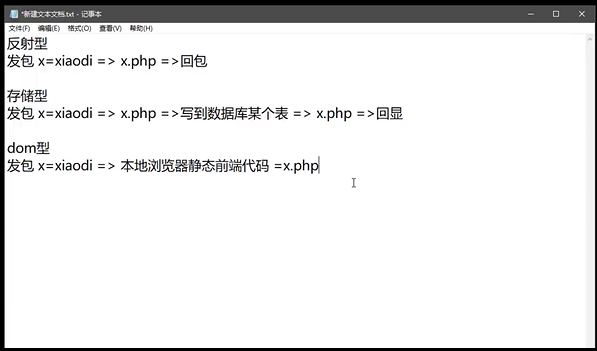 *新建文本文档.txt - 记事本
文件(F) 编辑(E) 格式(O) 查看(V) 帮助(H)
反射型
发包 x=xiaodi => x.php =>回包
存储型
发包 x=xiaodi => x.php =>写到数据库某个表 => x.php =>回显
dom型
发包 x=xiaodi => 本地浏览器静态前端代码 =x.php